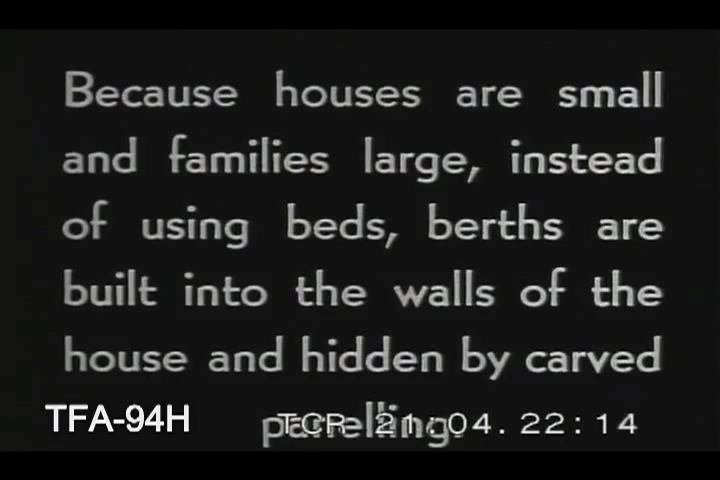 Because houses are small
and families large, instead
of using beds, berths are
built into the walls of the
house and hidden by carved
panelling.
TFA-94H
TCR 21:04.22:14